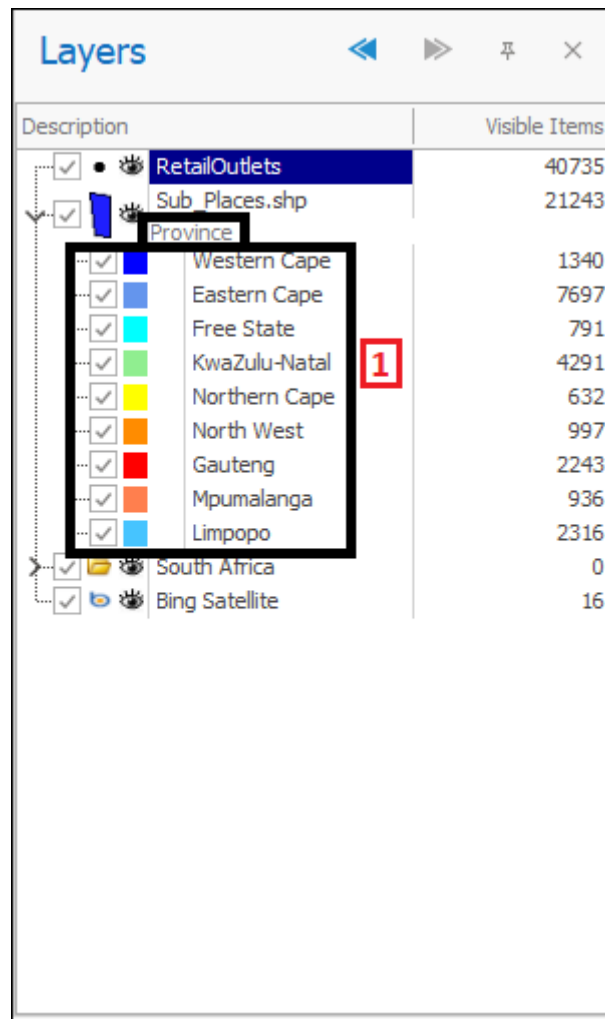 Layers
Description Visible Items
RetailOutlets 40735
Sub_Places.shp 21243
Province
Western Cape 1340
Eastern Cape 7697
Free State 791
KwaZulu-Natal 4291
1
Northern Cape 632
North West 997
Gauteng 2243
Mpumalanga 936
Limpopo 2316
South Africa 0
Bing Satellite 16